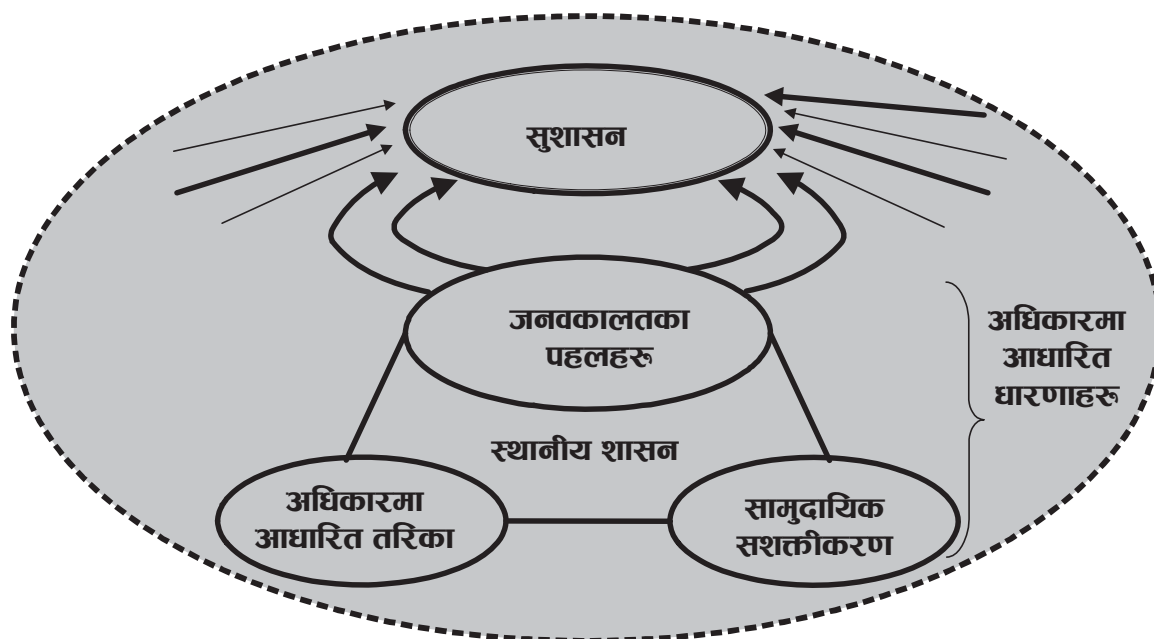 सुशासन
जनवकालतका
पहलहरू
अधिकारमा
आधारित
धारणाहरू
स्थानीय शासन
अधिकारमा
आधारित तरिका
सामुदायिक
सशक्तीकरण